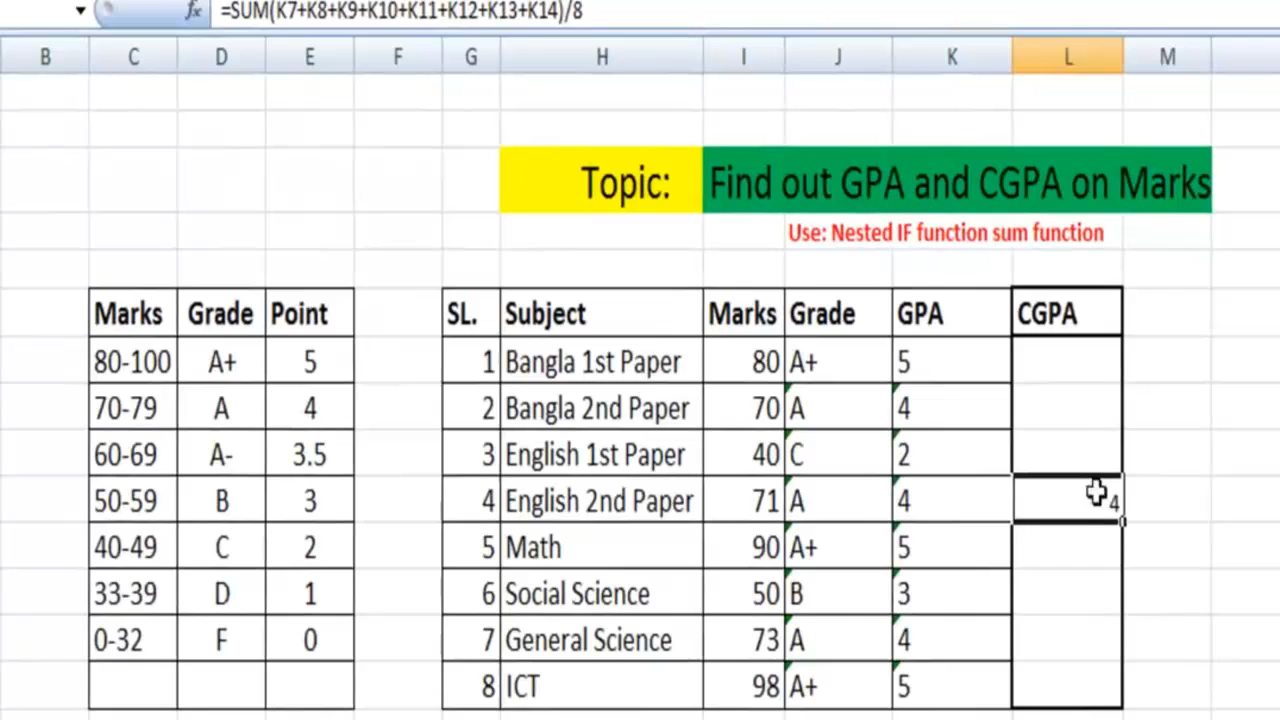 fx =SUM(K7+K8+K9+K10+K11+K12+K13+K14)/8
B C D E F G H I J K L M
Topic: Find out GPA and CGPA on Marks
Use: Nested IF function sum function
Marks Grade Point SL. Subject Marks Grade GPA CGPA
80-100 A+ 5 1 Bangla 1st Paper 80 A+ 5
70-79 A 4 2 Bangla 2nd Paper 70 A 4
60-69 A- 3.5 3 English 1st Paper 40 C 2
50-59 B 3 4 English 2nd Paper 71 A 4 4
40-49 C 2 5 Math 90 A+ 5
33-39 D 1 6 Social Science 50 B 3
0-32 F 0 7 General Science 73 A 4
8 ICT 98 A+ 5